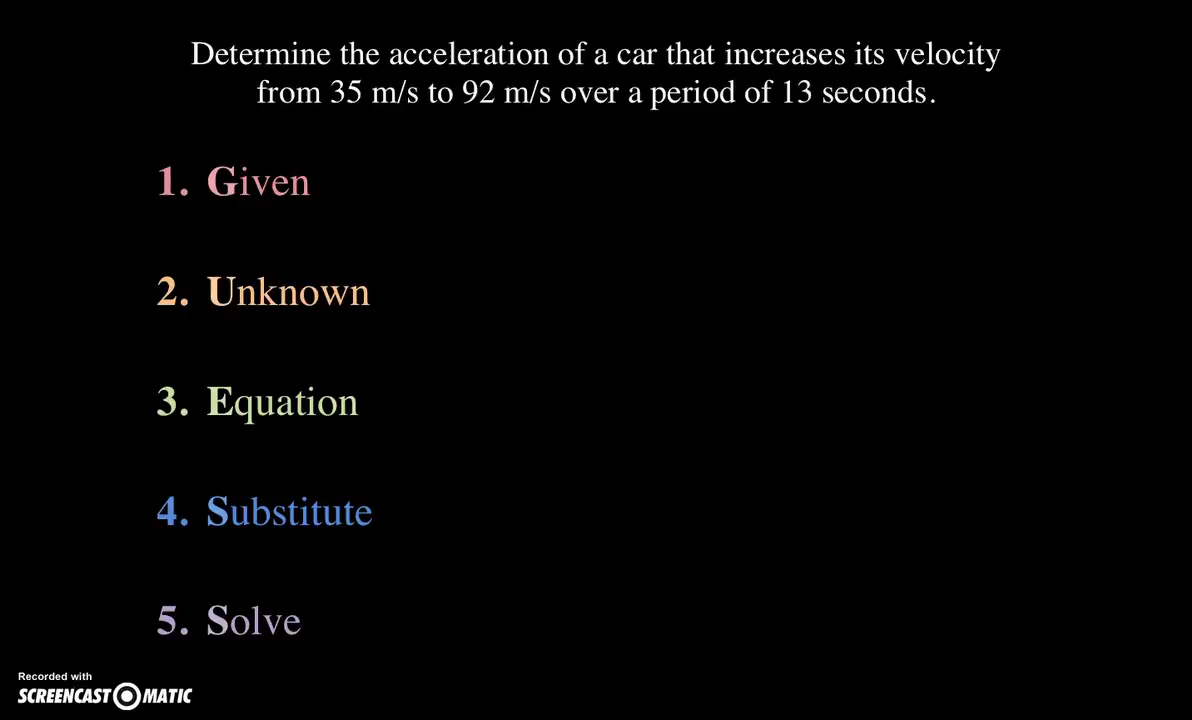 Determine the acceleration of a car that increases its velocity
from 35 m/s to 92 m/s over a period of 13 seconds.
1. Given
2. Unknown
3. Equation
4. Substitute
5. Solve
Recorded with
SCREENCAST MATIC